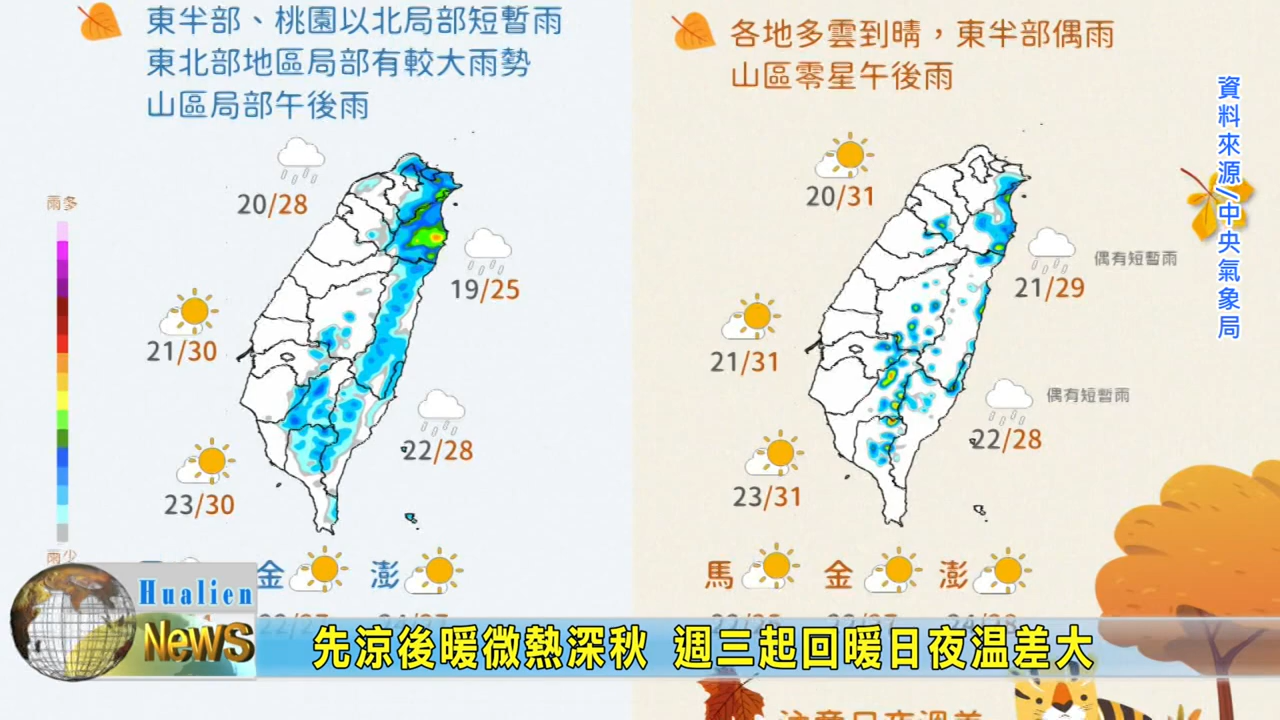 東半部、桃園以北局部短暫雨
東北部地區局部有較大雨勢
山區局部午後雨
各地多雲到晴，東半部偶雨
山區零星午後雨
資料來源/中央氣象局
雨多
雨少
20/28
19/25
21/30
22/28
23/30
金
澎
20/31
偶有短暫雨
21/29
21/31
偶有短暫雨
22/28
23/31
馬
金
澎
Hualien
NewS
先涼後暖微熱深秋 週三起回暖日夜温差大